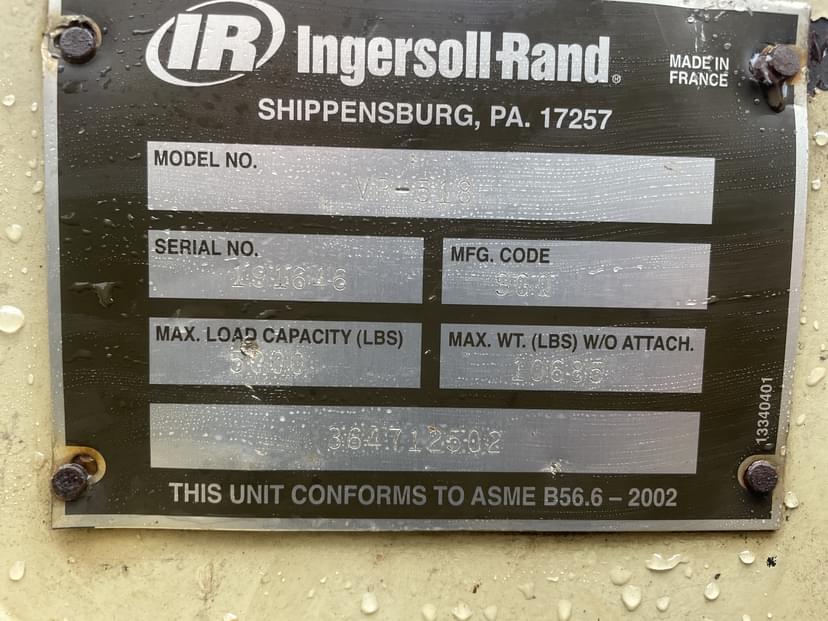 IR Ingersoll-Rand®
MADE IN
FRANCE
SHIPPENSBURG, PA. 17257
MODEL NO.
VR-518
SERIAL NO.
191646
MFG. CODE
MAX. LOAD CAPACITY (LBS)
MAX. WT. (LBS) W/O ATTACH.
10685
364712502
13340401
THIS UNIT CONFORMS TO ASME B56.6 – 2002